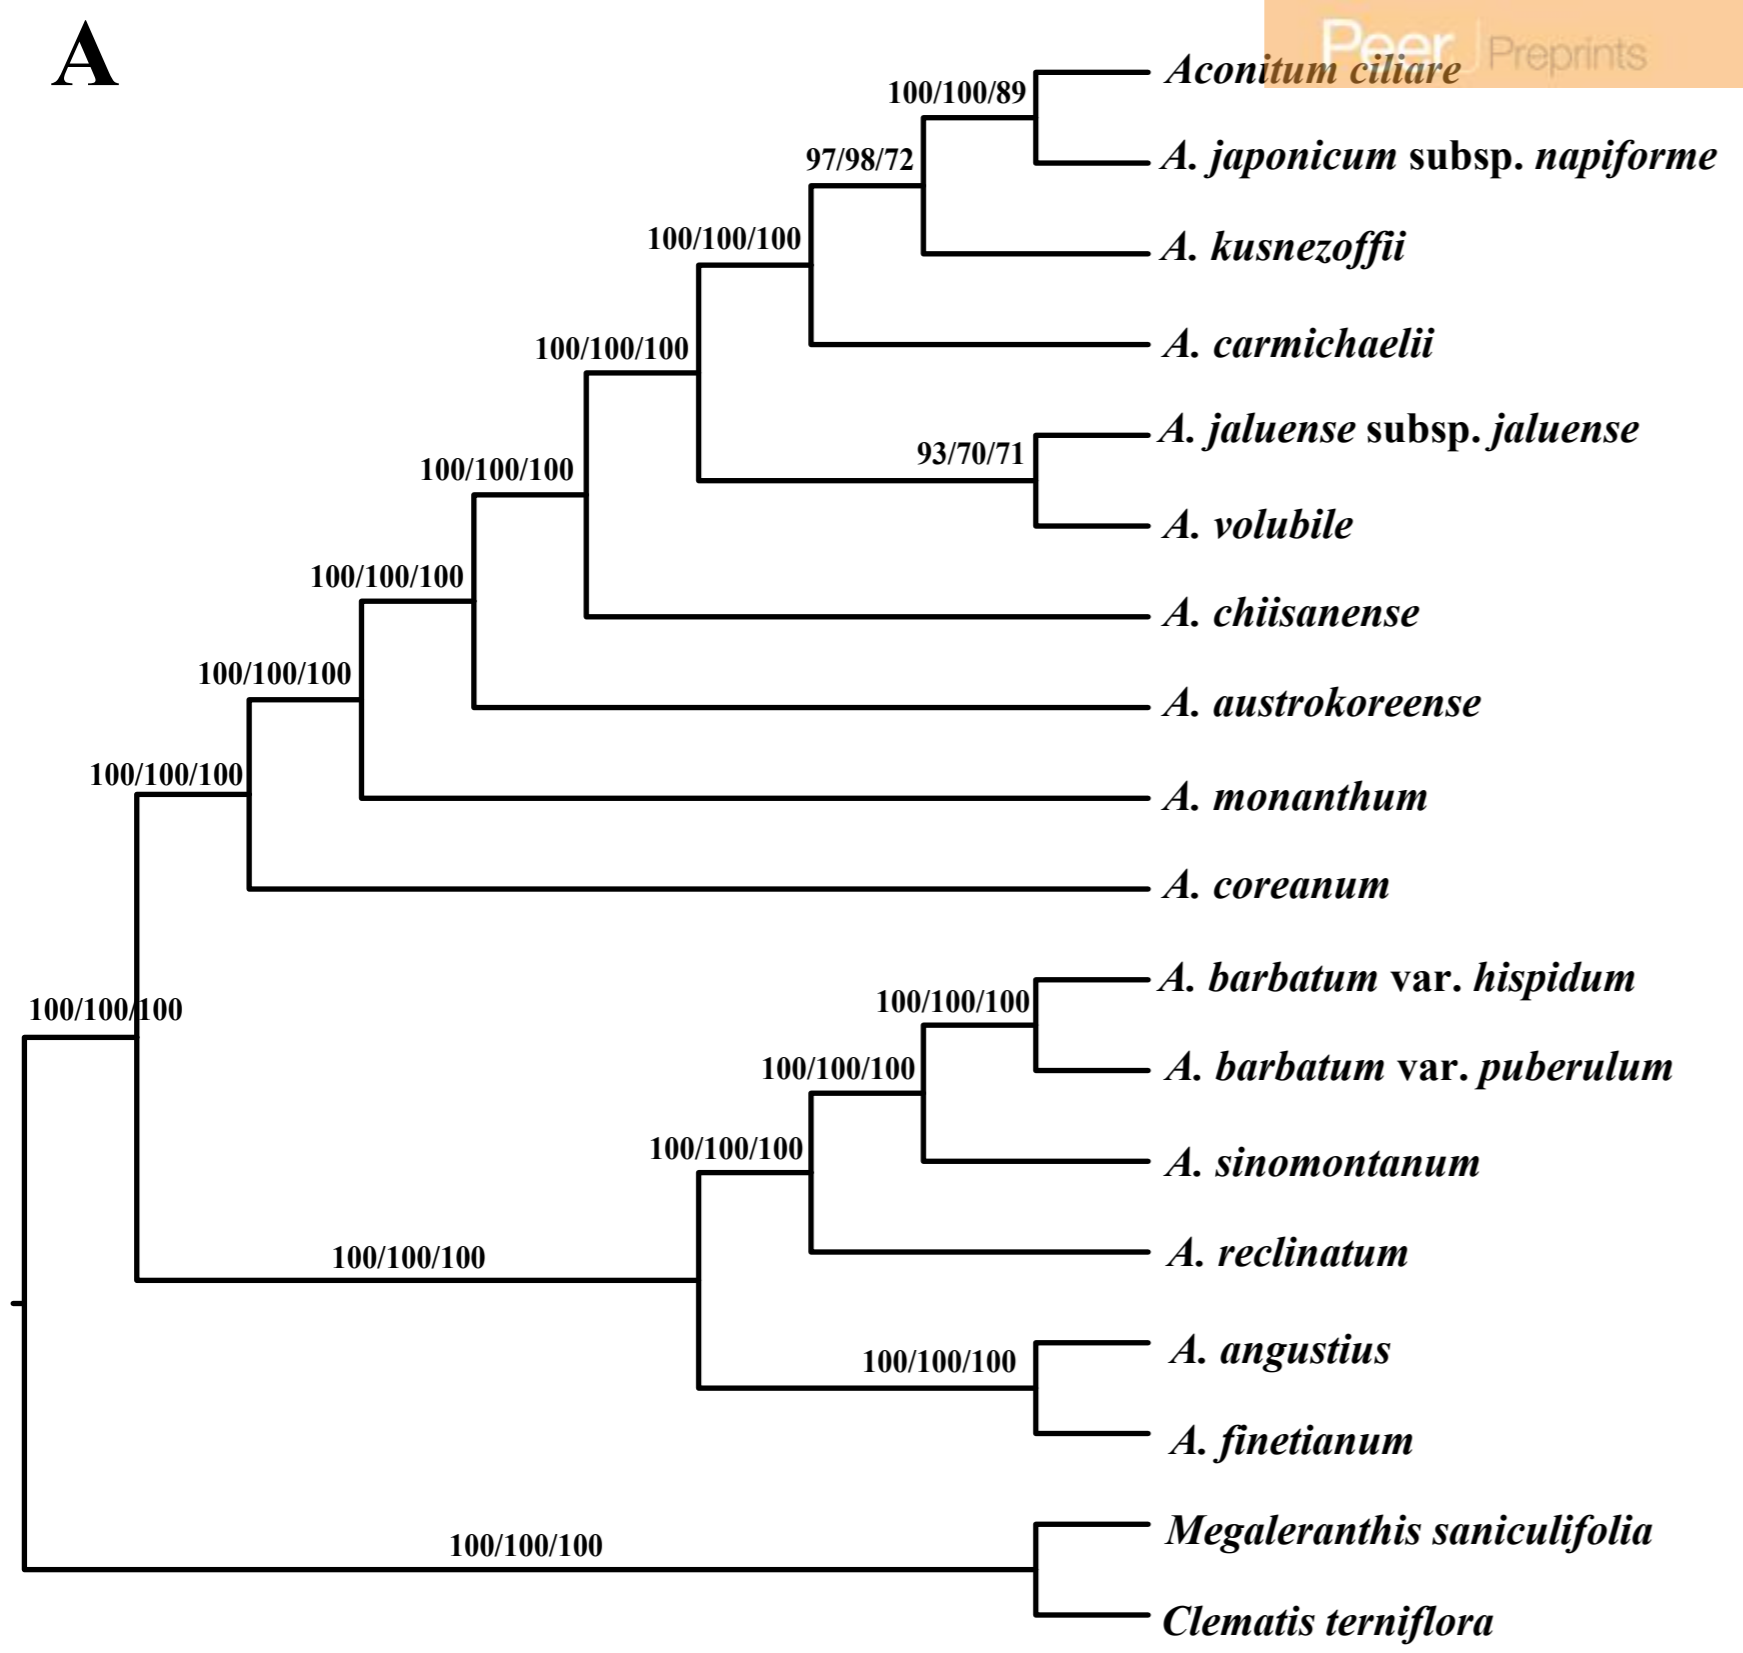 A
Peer Preprints
Aconitum ciliare
100/100/89
A. japonicum subsp. napiforme
97/98/72
100/100/100
A. kusnezoffii
100/100/100
A. carmichaelii
A. jaluense subsp. jaluense
93/70/71
100/100/100
A. volubile
100/100/100
A. chiisanense
100/100/100
A. austrokoreense
100/100/100
A. monanthum
A. coreanum
A. barbatum var. hispidum
100/100/100
100/100/100
100/100/100
A. barbatum var. puberulum
100/100/100
A. sinomontanum
100/100/100
A. reclinatum
A. angustius
100/100/100
A. finetianum
Megaleranthis saniculifolia
100/100/100
Clematis terniflora